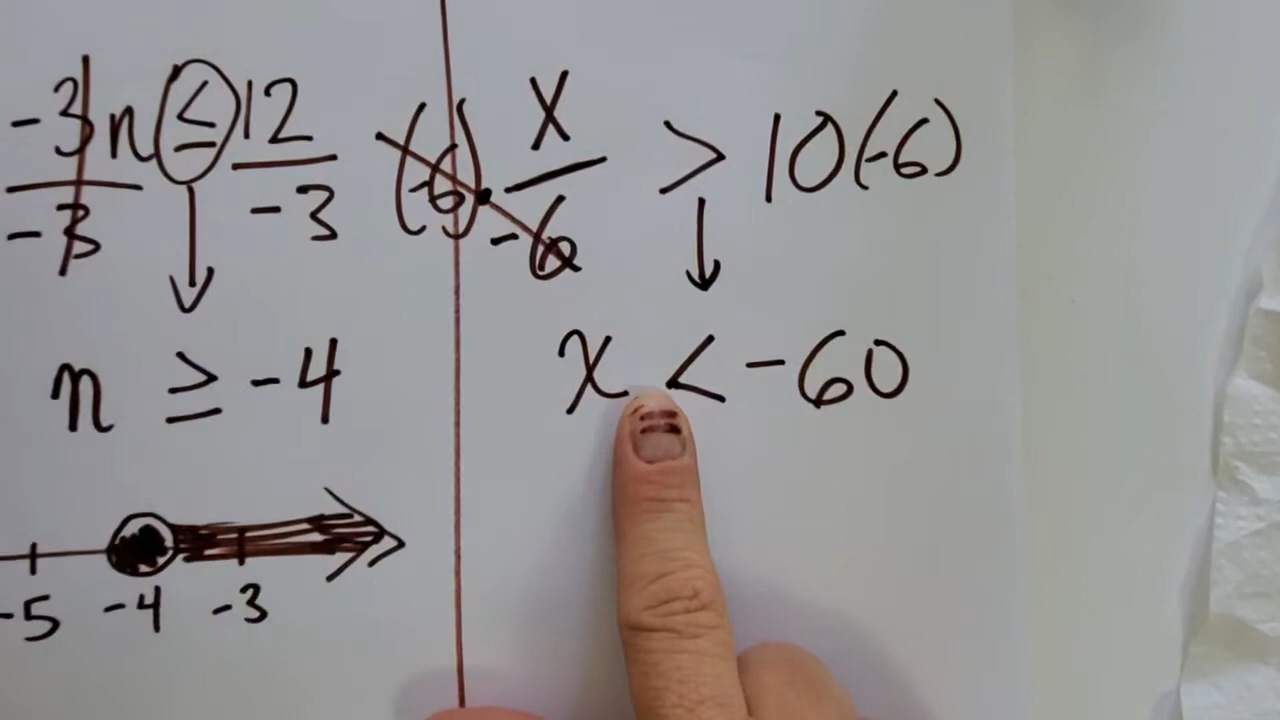 -3n ≤ 12
-3 -3
n ≥ -4
-5 -4 -3
(-6) · x > 10(-6)
-6
x < -60